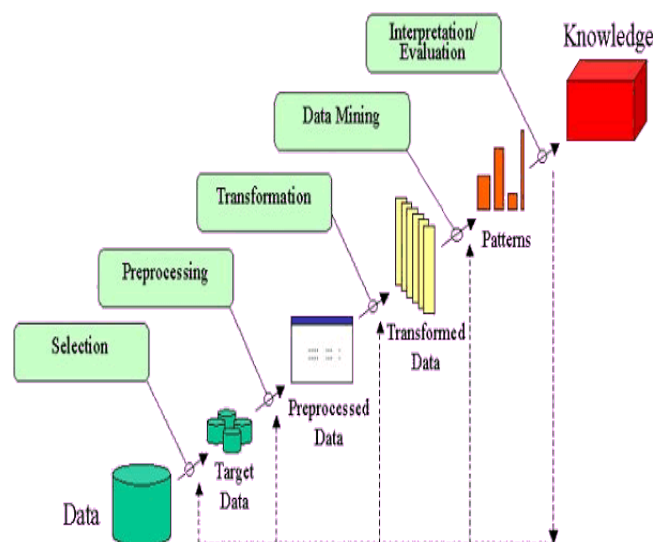 Interpretation/
Evaluation
Knowledge
Data Mining
Transformation
Patterns
Preprocessing
Transformed
Data
Selection
Preprocessed
Data
Target
Data
Data